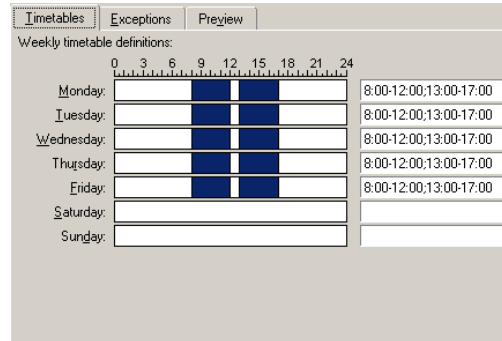 Timetables Exceptions Preview
Weekly timetable definitions:
0 3 6 9 12 15 18 21 24
Monday: 8:00-12:00;13:00-17:00
Tuesday: 8:00-12:00;13:00-17:00
Wednesday: 8:00-12:00;13:00-17:00
Thursday: 8:00-12:00;13:00-17:00
Friday: 8:00-12:00;13:00-17:00
Saturday:
Sunday: